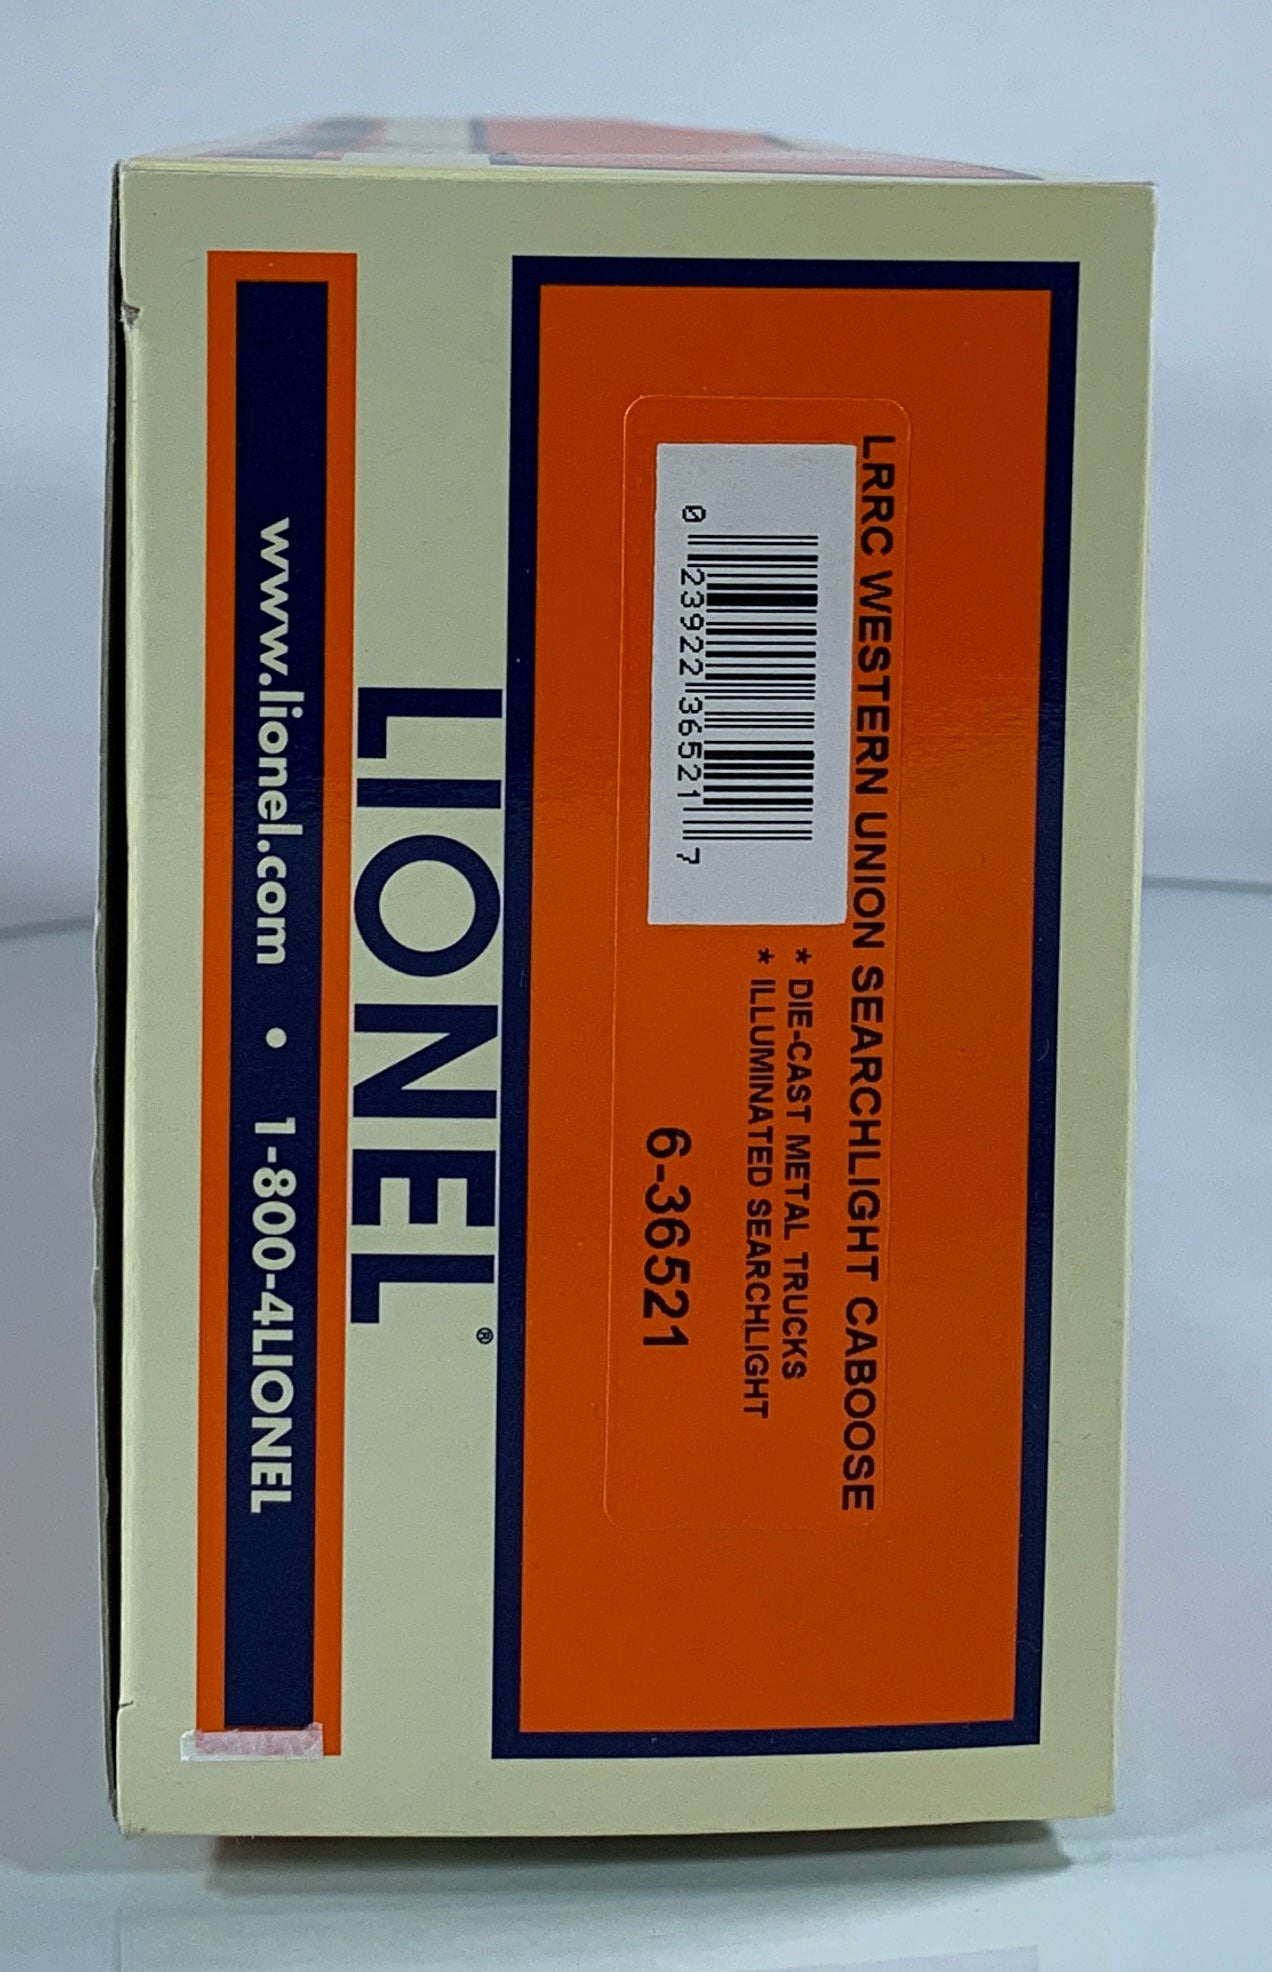 LRRC WESTERN UNION SEARCHLIGHT CABOOSE
* DIE-CAST METAL TRUCKS
* ILLUMINATED SEARCHLIGHT
0 23922 36521 7
6-36521
LIONEL®
www.lionel.com • 1-800-4LIONEL